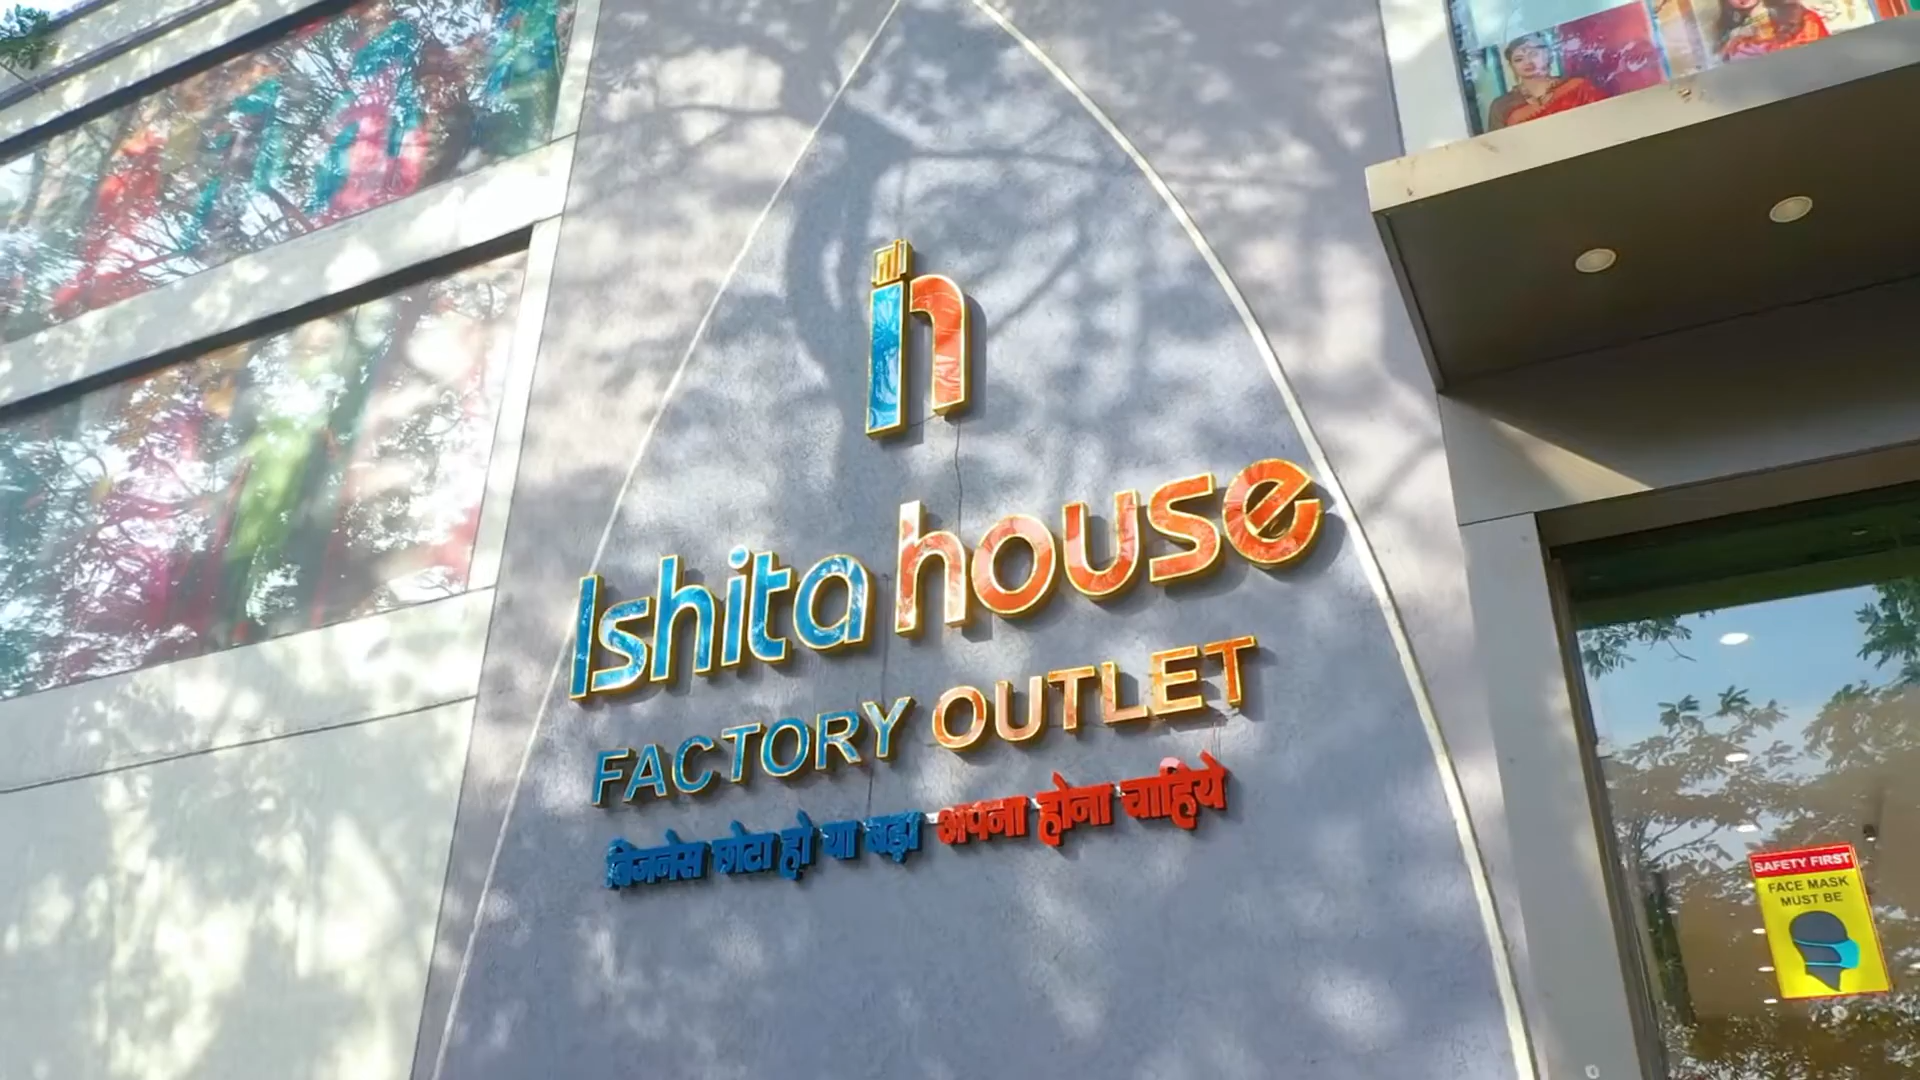 Ishita house
FACTORY OUTLET
बिजनेस छोटा हो या बड़ा अपना होना चाहिये
SAFETY FIRST
FACE MASK
MUST BE